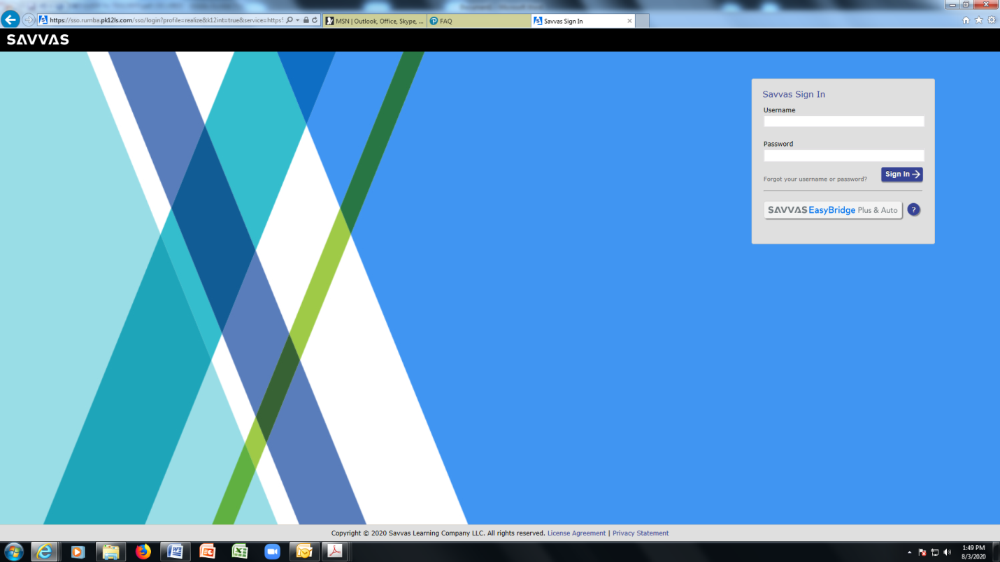 https://sso.rumba.pk12ls.com/sso/login?profile=realize&k12int=true&service=https
MSN | Outlook, Office, Skype, ...
FAQ
Savvas Sign In
SAVVAS
Savvas Sign In
Username
Password
Forgot your username or password?
Sign In
SAVVAS EasyBridge Plus & Auto
?
Copyright © 2020 Savvas Learning Company LLC. All rights reserved. License Agreement | Privacy Statement
1:49 PM
8/3/2020